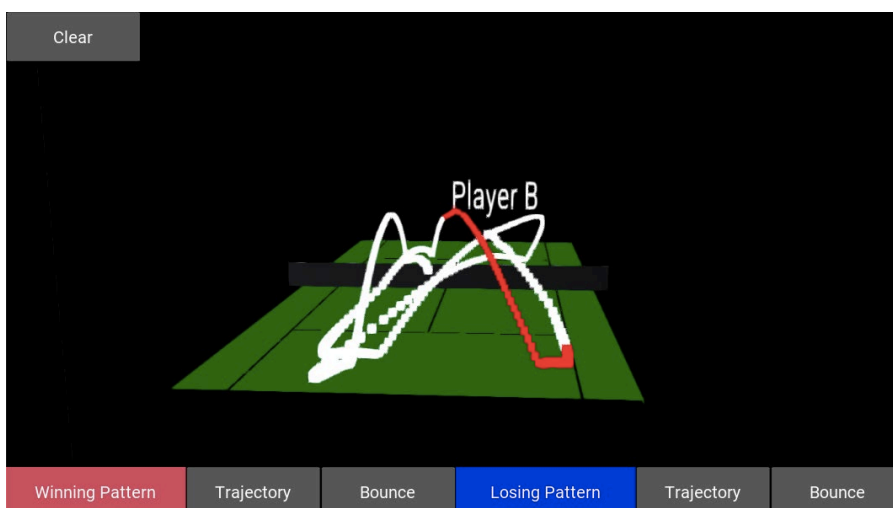 Clear
Player B
Winning Pattern
Trajectory
Bounce
Losing Pattern
Trajectory
Bounce